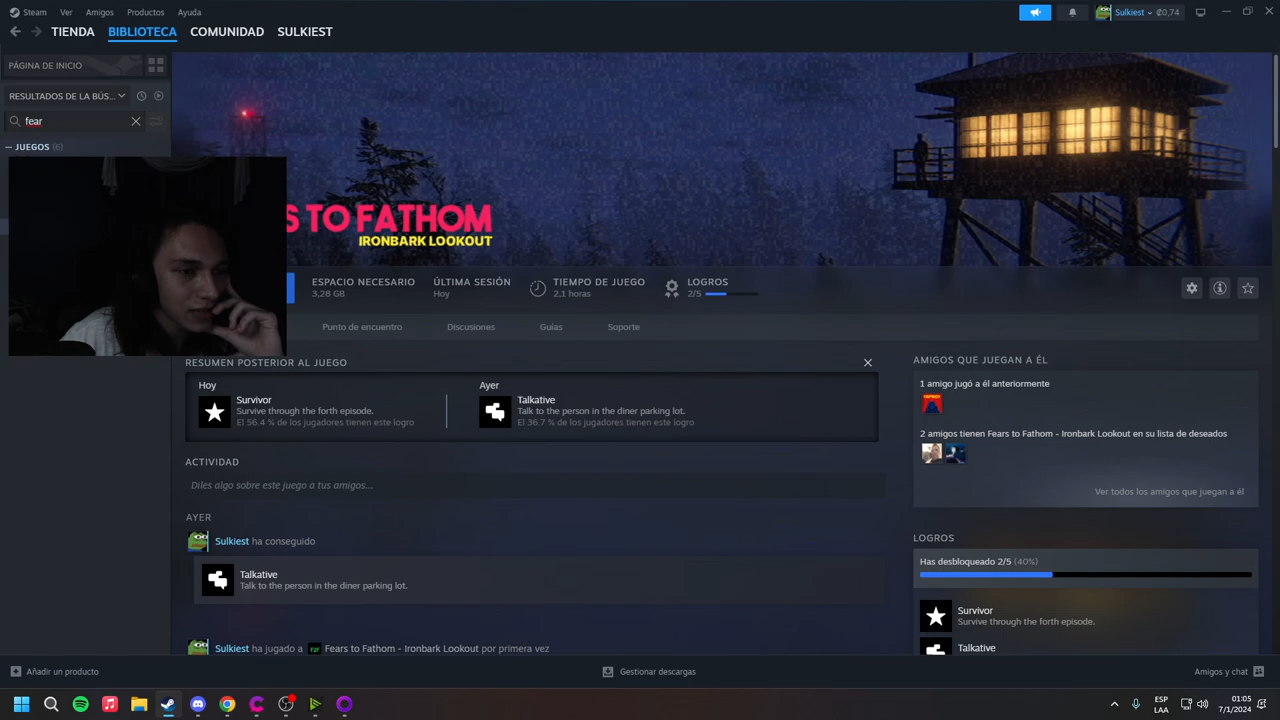 Steam Ver Amigos Productos Ayuda Sulkiest ₡0,74
TIENDA BIBLIOTECA COMUNIDAD SULKIEST
PÁGINA DE INICIO
RESULTADOS DE LA BÚS...
fear
JUEGOS (6)
S TO FATHOM
IRONBARK LOOKOUT
ESPACIO NECESARIO
3,28 GB
ÚLTIMA SESIÓN
Hoy
TIEMPO DE JUEGO
2,1 horas
LOGROS
2/5
Punto de encuentro Discusiones Guías Soporte
RESUMEN POSTERIOR AL JUEGO
Hoy
Survivor
Survive through the forth episode.
El 56.4 % de los jugadores tienen este logro
Ayer
Talkative
Talk to the person in the diner parking lot.
El 36.7 % de los jugadores tienen este logro
ACTIVIDAD
Diles algo sobre este juego a tus amigos...
AYER
Sulkiest ha conseguido
Talkative
Talk to the person in the diner parking lot.
Sulkiest ha jugado a F2F Fears to Fathom - Ironbark Lookout por primera vez
AMIGOS QUE JUEGAN A ÉL
1 amigo jugó a él anteriormente
2 amigos tienen Fears to Fathom - Ironbark Lookout en su lista de deseados
Ver todos los amigos que juegan a él
LOGROS
Has desbloqueado 2/5 (40%)
Survivor
Survive through the forth episode.
Talkative
Añadir un producto Gestionar descargas Amigos y chat
ESP
LAA
01:05
7/1/2024